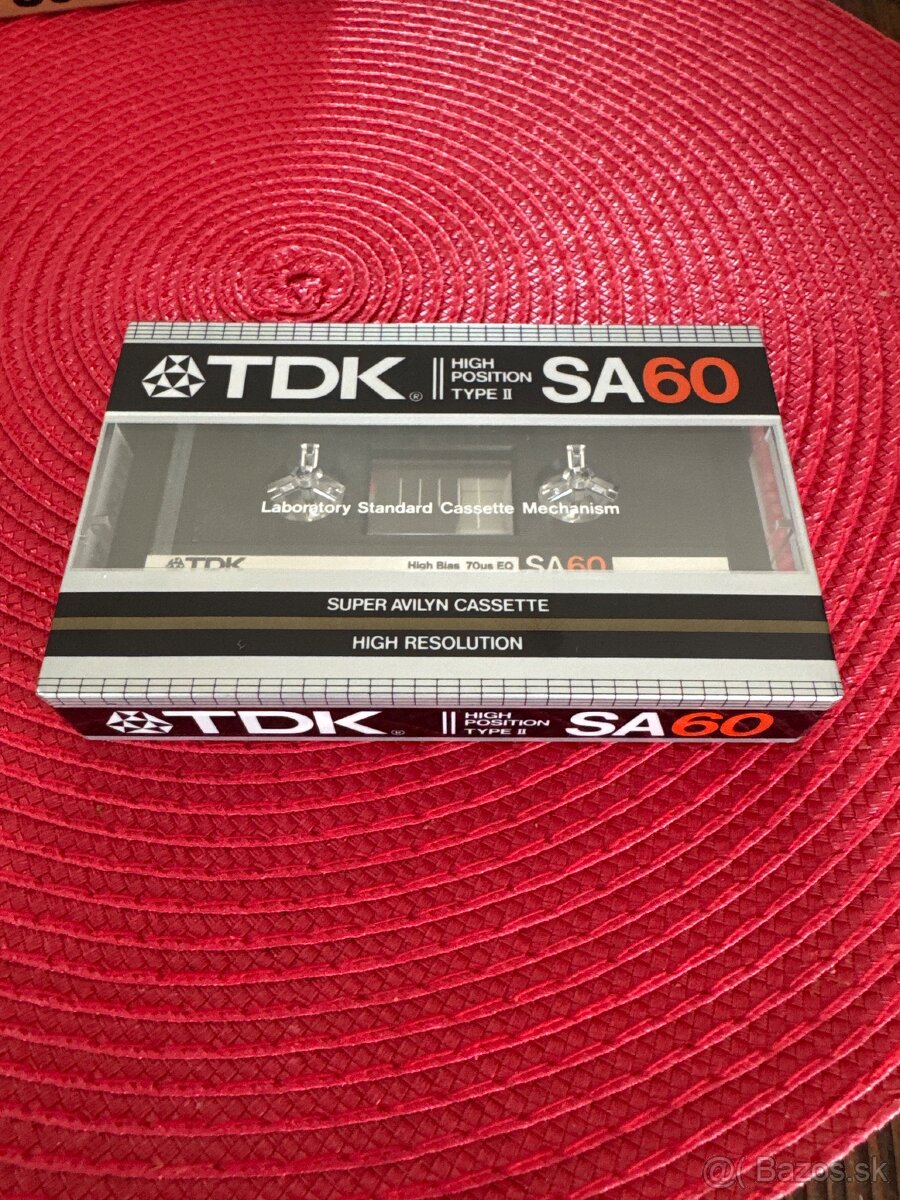 TDK® HIGH POSITION TYPE II SA60
Laboratory Standard Cassette Mechanism
TDK High Bias 70us EQ SA60
SUPER AVILYN CASSETTE
HIGH RESOLUTION
TDK® HIGH POSITION TYPE II SA60
@( Bazos.sk